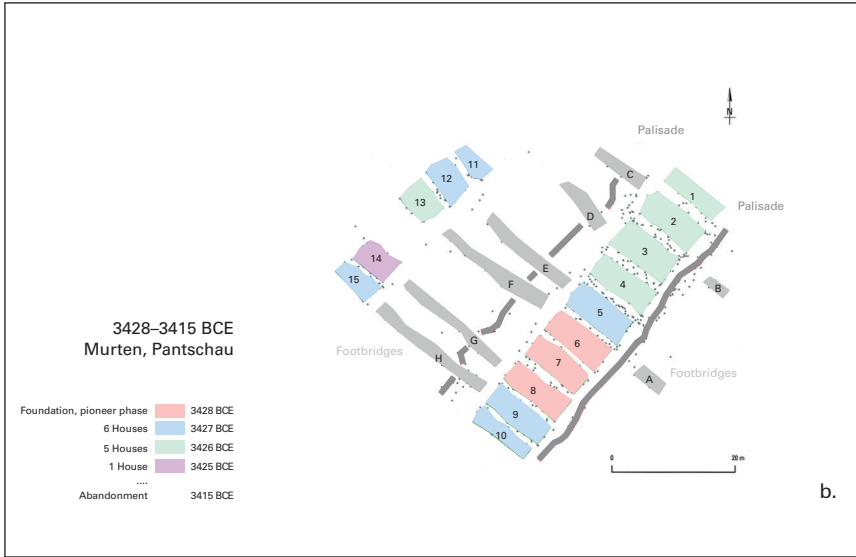 N
Palisade
C
11
12
13
1
D
2
Palisade
14
15
E
3
F
4
B
5
3428–3415 BCE
Murten, Pantschau
G
6
Footbridges
H
7
A
Footbridges
8
9
10
Foundation, pioneer phase 3428 BCE
6 Houses 3427 BCE
5 Houses 3426 BCE
1 House 3425 BCE
....
Abandonment 3415 BCE
0 20 m
b.